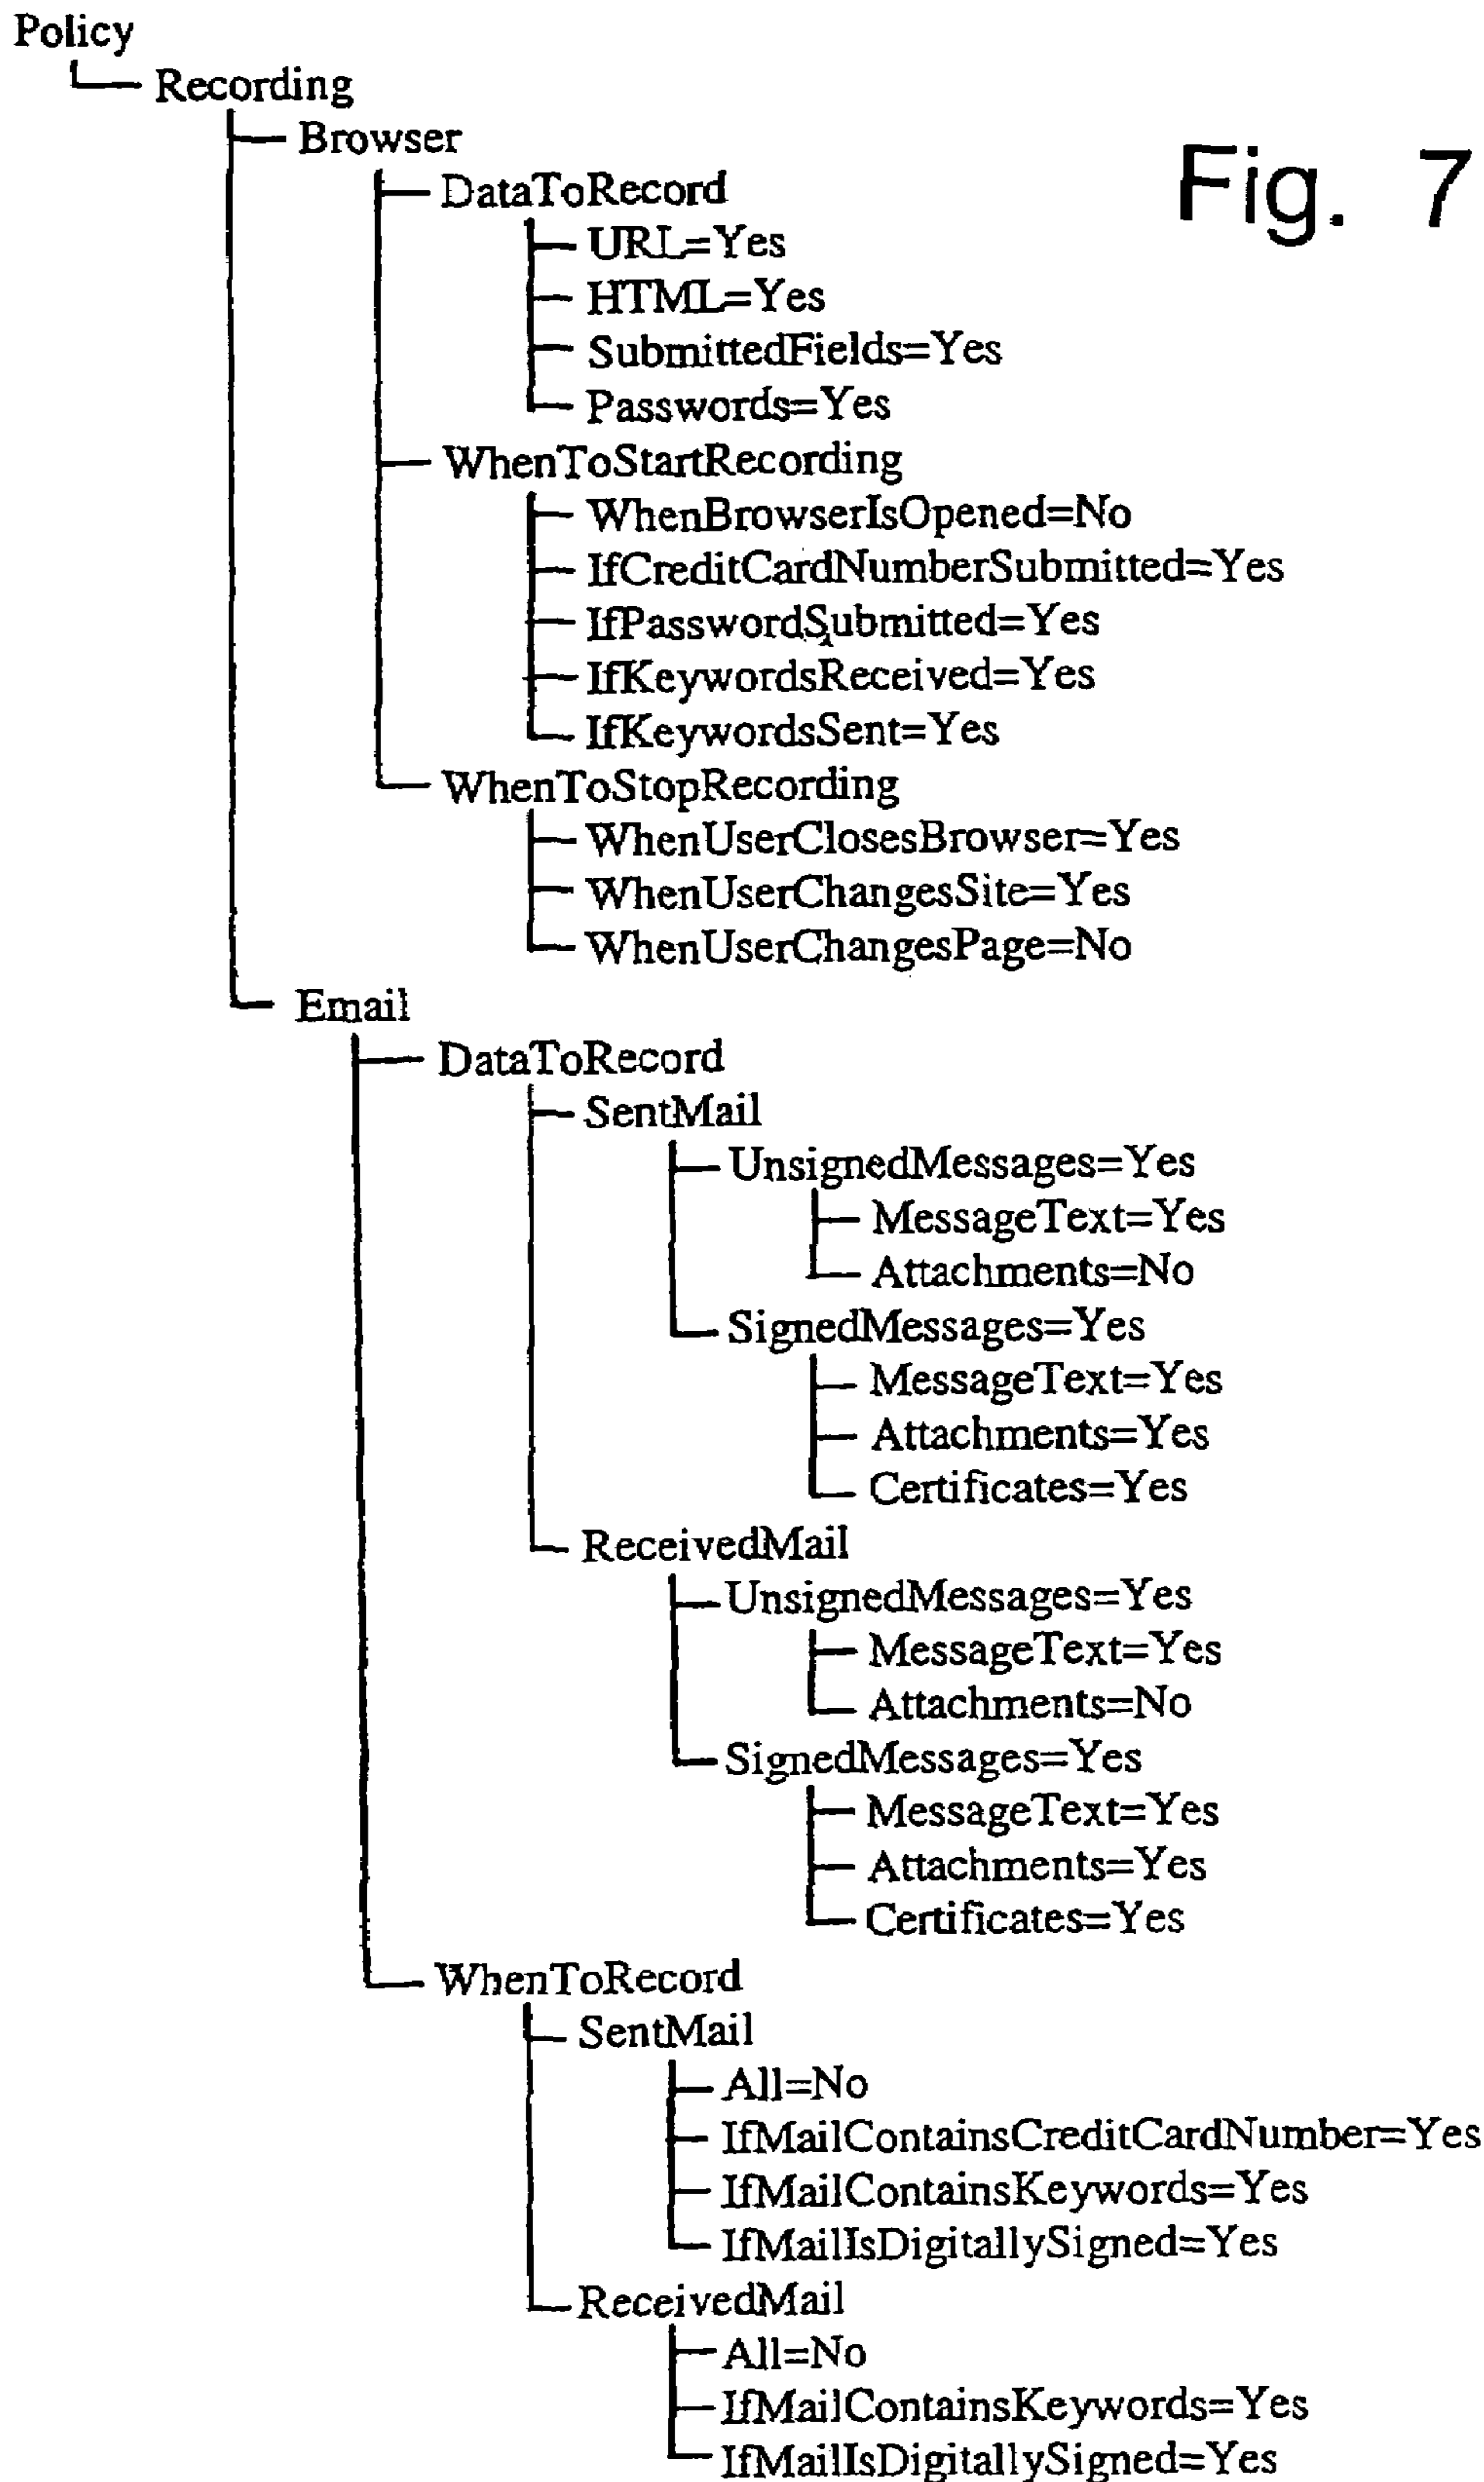 Policy
Recording
Browser
Fig. 7
DataToRecord
URL=Yes
HTML=Yes
SubmittedFields=Yes
Passwords=Yes
WhenToStartRecording
WhenBrowserIsOpened=No
IfCreditCardNumberSubmitted=Yes
IfPasswordSubmitted=Yes
IfKeywordsReceived=Yes
IfKeywordsSent=Yes
WhenToStopRecording
WhenUserClosesBrowser=Yes
WhenUserChangesSite=Yes
WhenUserChangesPage=No
Email
DataToRecord
SentMail
UnsignedMessages=Yes
MessageText=Yes
Attachments=No
SignedMessages=Yes
MessageText=Yes
Attachments=Yes
Certificates=Yes
ReceivedMail
UnsignedMessages=Yes
MessageText=Yes
Attachments=No
SignedMessages=Yes
MessageText=Yes
Attachments=Yes
Certificates=Yes
WhenToRecord
SentMail
All=No
IfMailContainsCreditCardNumber=Yes
IfMailContainsKeywords=Yes
IfMailIsDigitallySigned=Yes
ReceivedMail
All=No
IfMailContainsKeywords=Yes
IfMailIsDigitallySigned=Yes